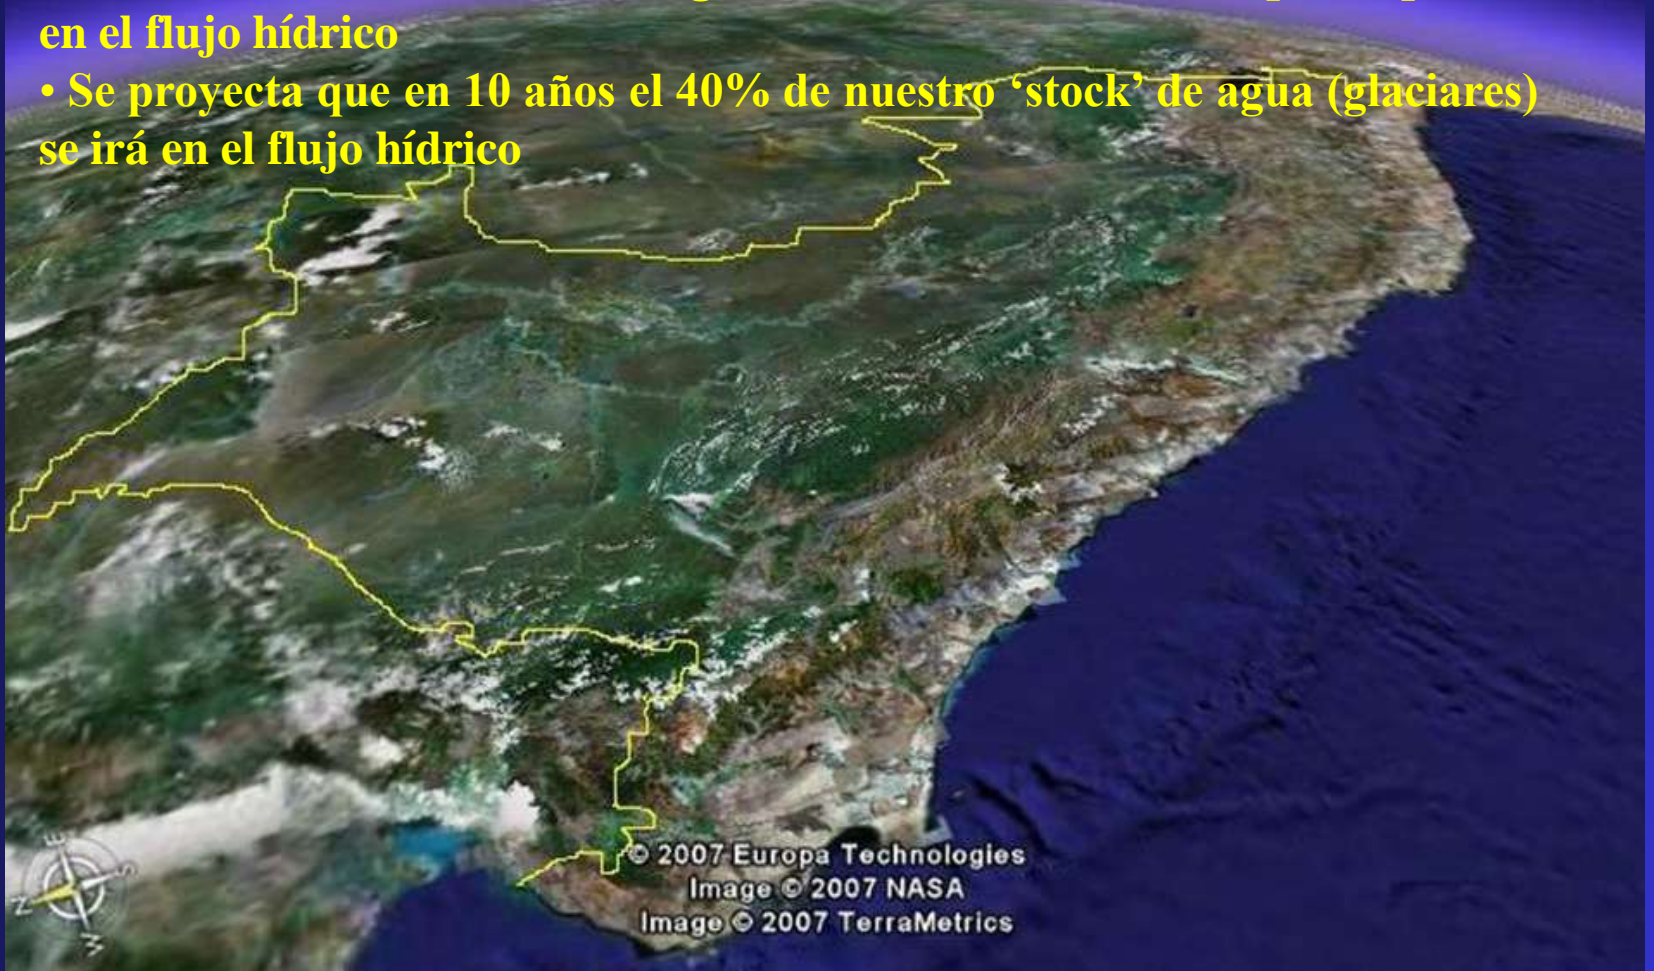 en el flujo hídrico
• Se proyecta que en 10 años el 40% de nuestro ‘stock’ de agua (glaciares)
se irá en el flujo hídrico
© 2007 Europa Technologies
Image © 2007 NASA
Image © 2007 TerraMetrics
E
S
N
W